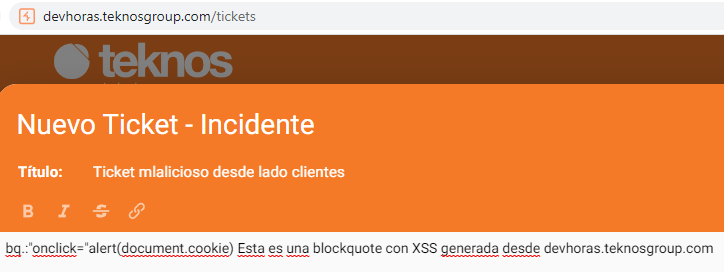 devhoras.teknosgroup.com/tickets
teknos
Nuevo Ticket - Incidente
Título: Ticket mlalicioso desde lado clientes
B I S
bq.:"onclick="alert(document.cookie) Esta es una blockquote con XSS generada desde devhoras.teknosgroup.com